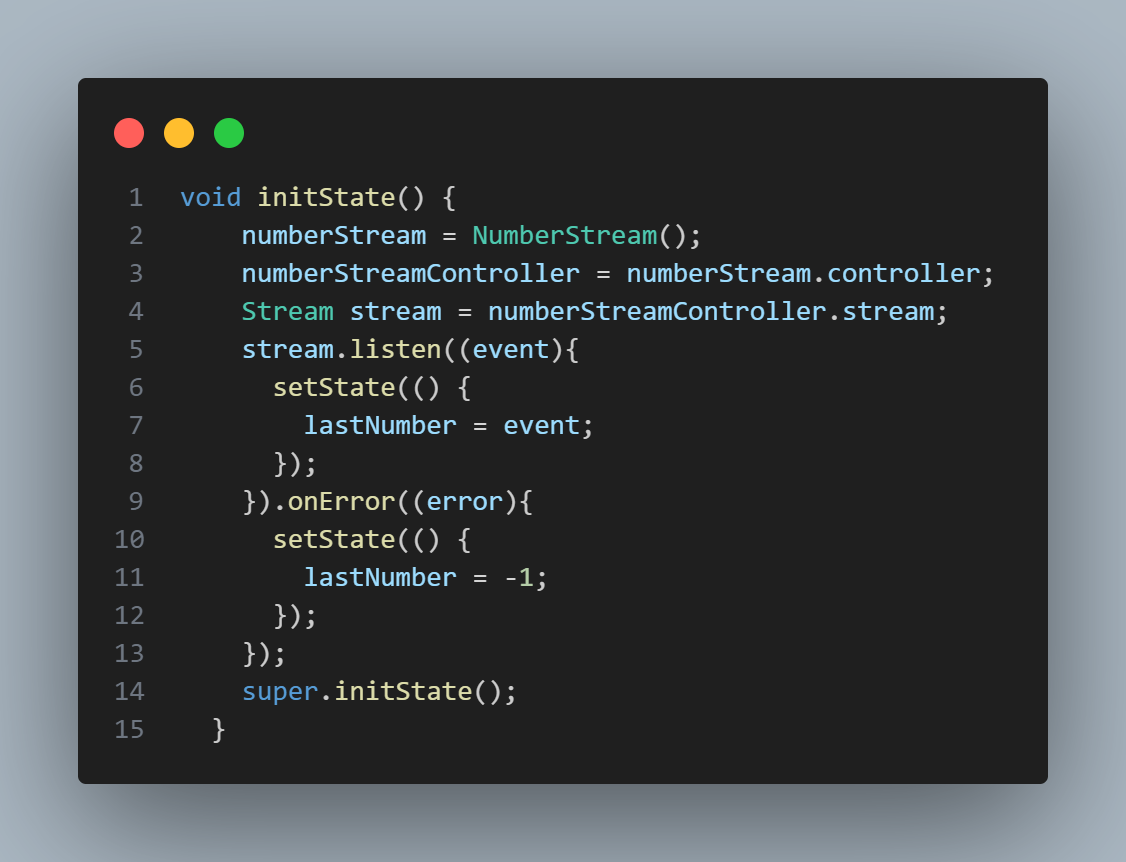 1 void initState() {
2 numberStream = NumberStream();
3 numberStreamController = numberStream.controller;
4 Stream stream = numberStreamController.stream;
5 stream.listen((event){
6 setState(() {
7 lastNumber = event;
8 });
9 }).onError((error){
10 setState(() {
11 lastNumber = -1;
12 });
13 });
14 super.initState();
15 }